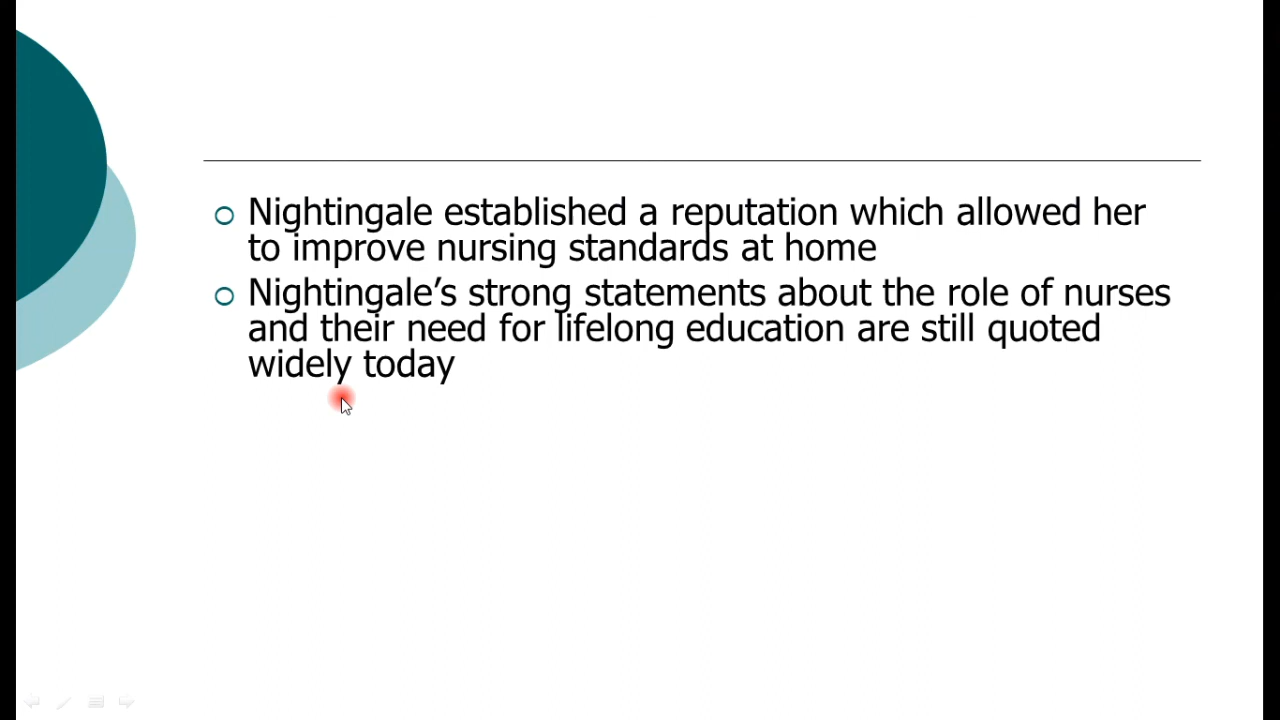 Nightingale established a reputation which allowed her
to improve nursing standards at home
Nightingale’s strong statements about the role of nurses
and their need for lifelong education are still quoted
widely today